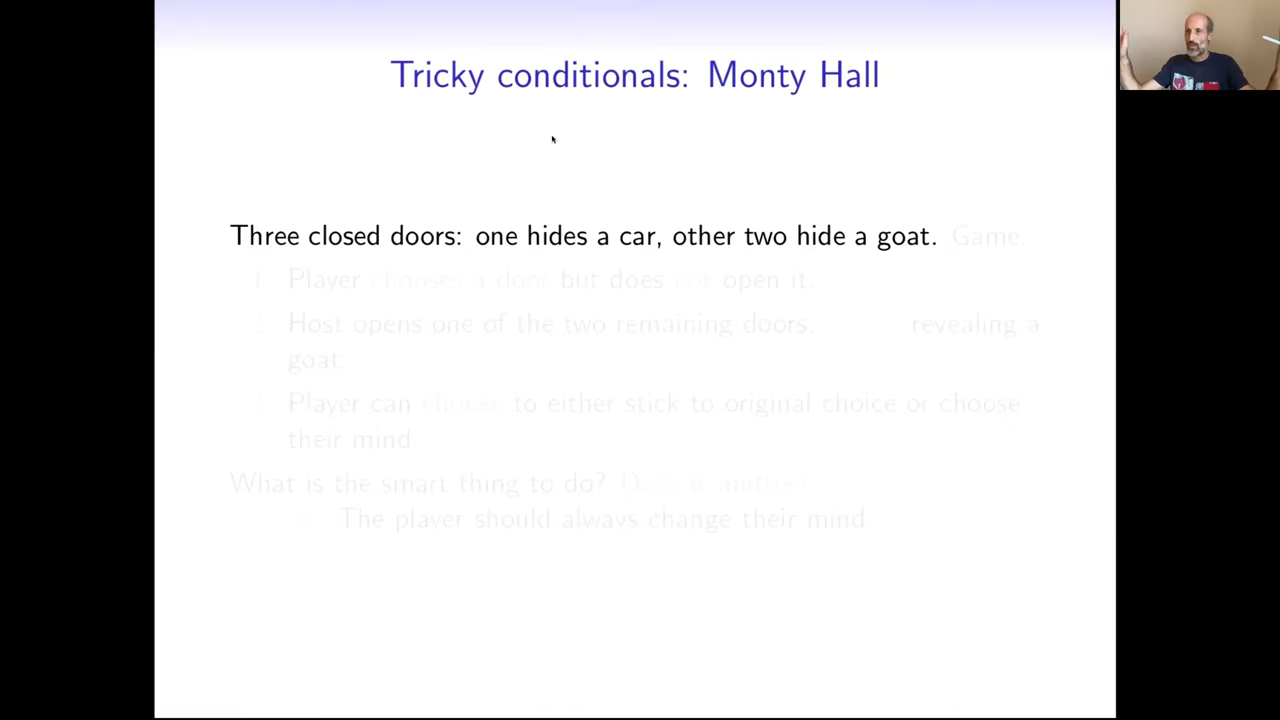 Tricky conditionals: Monty Hall
Three closed doors: one hides a car, other two hide a goat. Game.
1 Player chooses a door but does not open it.
2 Host opens one of the two remaining doors, revealing a
goat
3 Player can choose to either stick to original choice or choose
their mind
What is the smart thing to do? Does it matter?
– The player should always change their mind